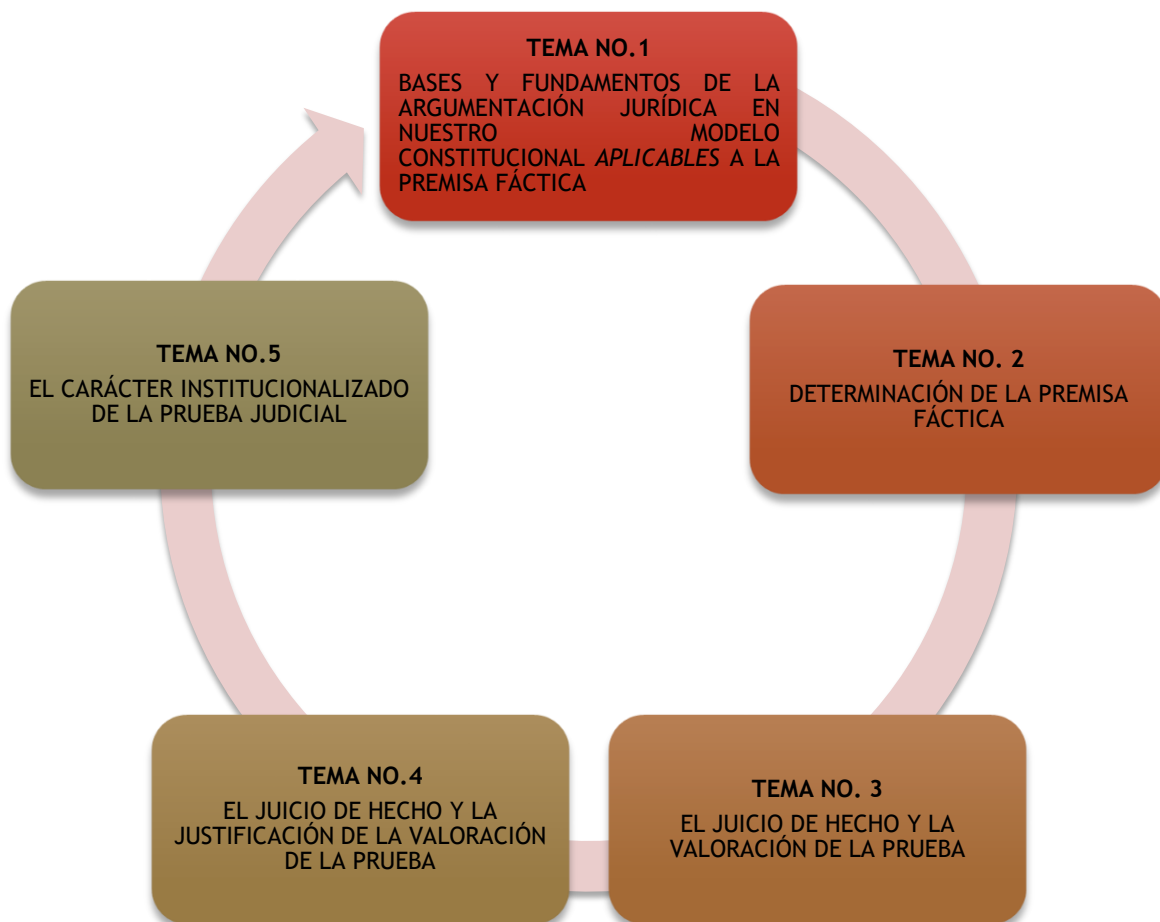 TEMA NO.1
BASES Y FUNDAMENTOS DE LA
ARGUMENTACIÓN JURÍDICA EN
NUESTRO MODELO
CONSTITUCIONAL APLICABLES A LA
PREMISA FÁCTICA
TEMA NO. 2
DETERMINACIÓN DE LA PREMISA
FÁCTICA
TEMA NO. 3
EL JUICIO DE HECHO Y LA
VALORACIÓN DE LA PRUEBA
TEMA NO.4
EL JUICIO DE HECHO Y LA
JUSTIFICACIÓN DE LA VALORACIÓN
DE LA PRUEBA
TEMA NO.5
EL CARÁCTER INSTITUCIONALIZADO
DE LA PRUEBA JUDICIAL